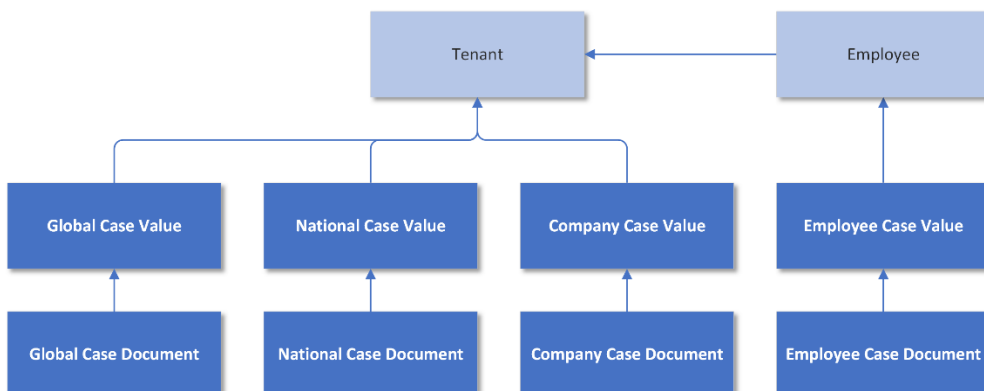 Tenant
Employee
Global Case Value
National Case Value
Company Case Value
Employee Case Value
Global Case Document
National Case Document
Company Case Document
Employee Case Document